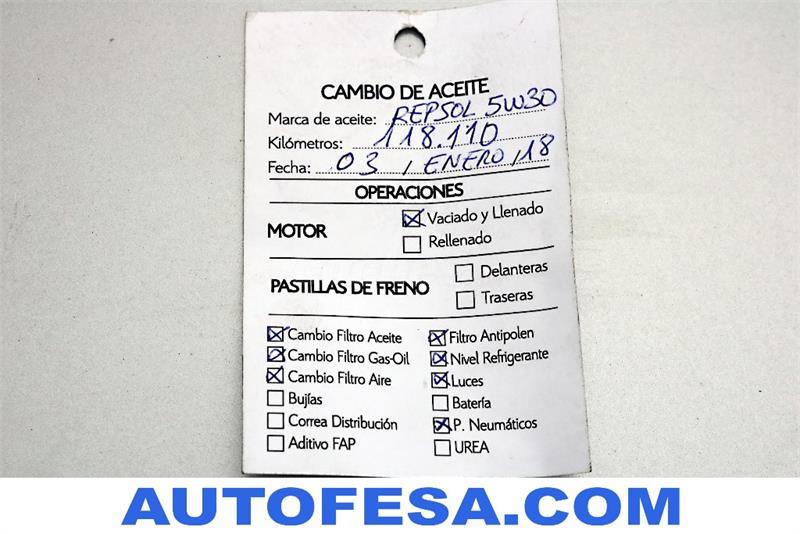 CAMBIO DE ACEITE
Marca de aceite: REPSOL 5W30
Kilómetros: 118.110
Fecha: 03 / ENERO / 18
OPERACIONES
MOTOR
Vaciado y Llenado
Rellenado
PASTILLAS DE FRENO
Delanteras
Traseras
Cambio Filtro Aceite
Filtro Antipolen
Cambio Filtro Gas-Oil
Nivel Refrigerante
Cambio Filtro Aire
Luces
Bujías
Batería
Correa Distribución
P. Neumáticos
Aditivo FAP
UREA
AUTOFESA.COM